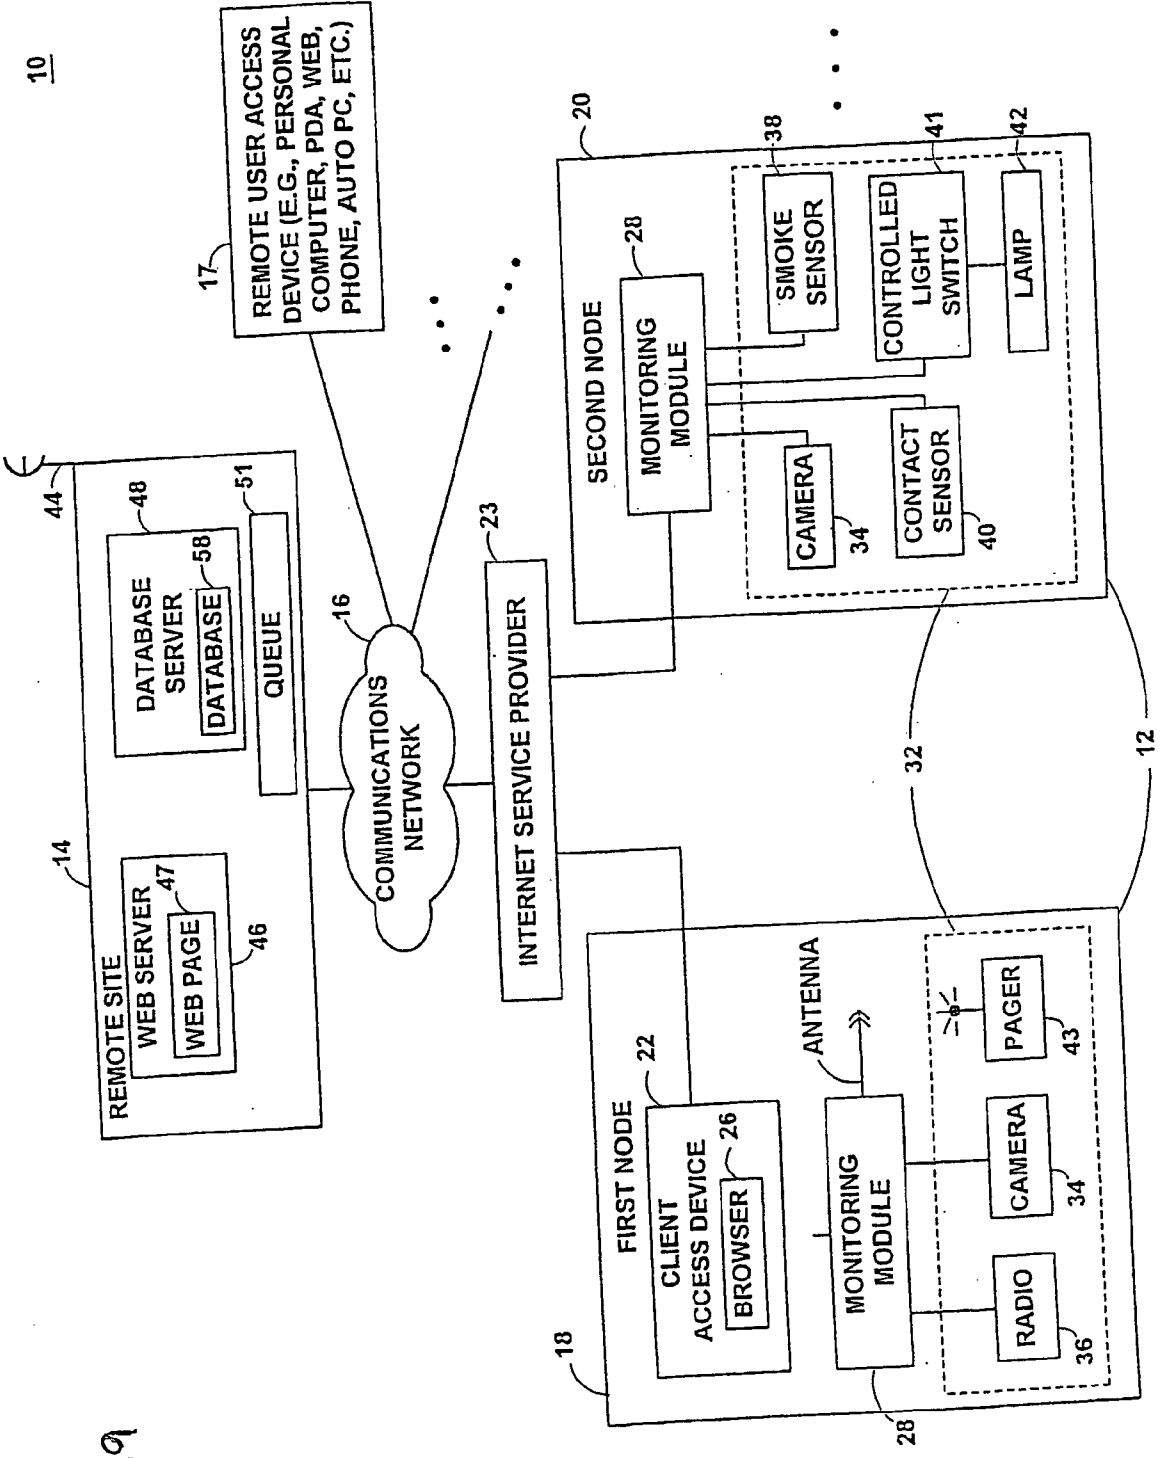 10
REMOTE USER ACCESS
DEVICE (E.G., PERSONAL
COMPUTER, PDA, WEB,
PHONE, AUTO PC, ETC.)
17
14
REMOTE SITE
WEB SERVER
WEB PAGE
47
46
DATABASE
SERVER
DATABASE
58
48
44
51
QUEUE
COMMUNICATIONS
NETWORK
16
INTERNET SERVICE PROVIDER
23
18
FIRST NODE
22
CLIENT
ACCESS DEVICE
BROWSER
26
MONITORING
MODULE
28
ANTENNA
RADIO
36
CAMERA
34
PAGER
43
20
SECOND NODE
MONITORING
MODULE
28
CAMERA
34
SMOKE
SENSOR
38
CONTACT
SENSOR
40
CONTROLLED
LIGHT
SWITCH
41
LAMP
42
32
12
9